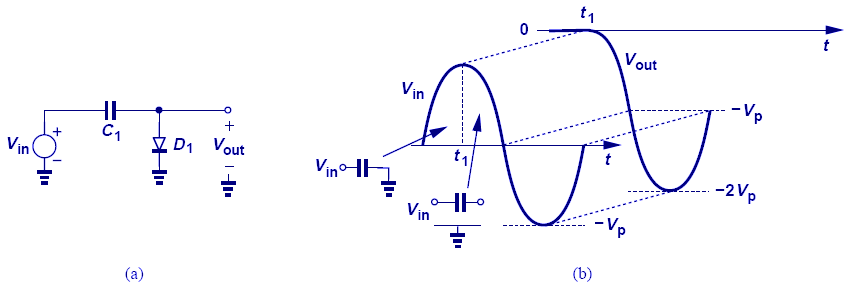 V_in
+
−
C_1
D_1
+
V_out
−
(a)
0
t_1
t
V_out
V_in
t_1
t
V_in
V_in
−V_p
−V_p
−2V_p
(b)